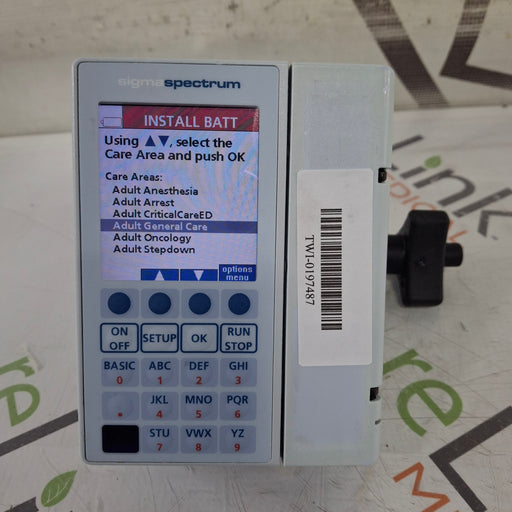 sigmaspectrum
INSTALL BATT
Using ▲▼, select the
Care Area and push OK
Care Areas:
Adult Anesthesia
Adult Arrest
Adult CriticalCareED
Adult General Care
Adult Oncology
Adult Stepdown
▲ ▼ options
menu
ON
OFF
SETUP
OK
RUN
STOP
BASIC
0
ABC
1
DEF
2
GHI
3
.
JKL
4
MNO
5
PQR
6
STU
7
VWX
8
YZ
9
TWI-0197487
Link